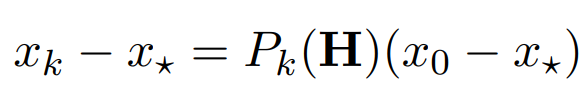 x_k − x_⋆ = P_k(𝐇)(x_0 − x_⋆)